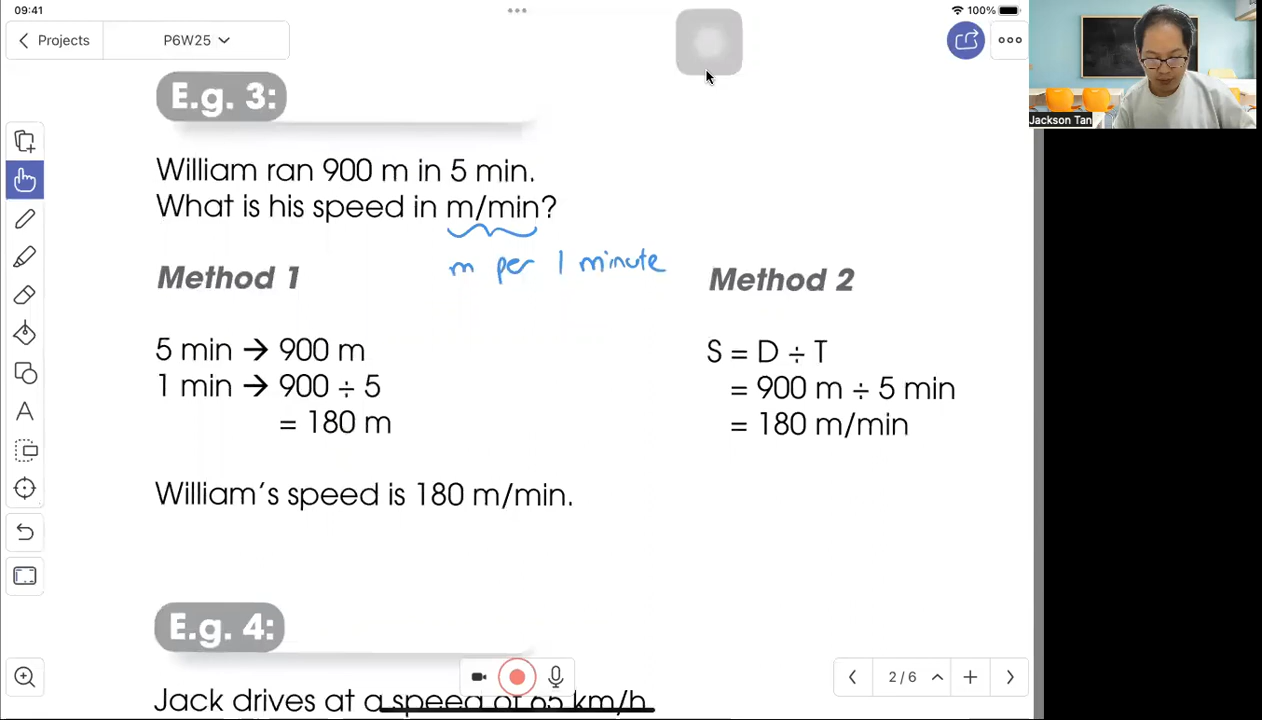 09:41
100%
Projects
P6W25
Jackson Tan
E.g. 3:
William ran 900 m in 5 min.
What is his speed in m/min?
m per 1 minute
Method 1
5 min → 900 m
1 min → 900 ÷ 5
= 180 m
William's speed is 180 m/min.
Method 2
S = D ÷ T
= 900 m ÷ 5 min
= 180 m/min
E.g. 4:
Jack drives at a speed of 65 km/h
2 / 6
A